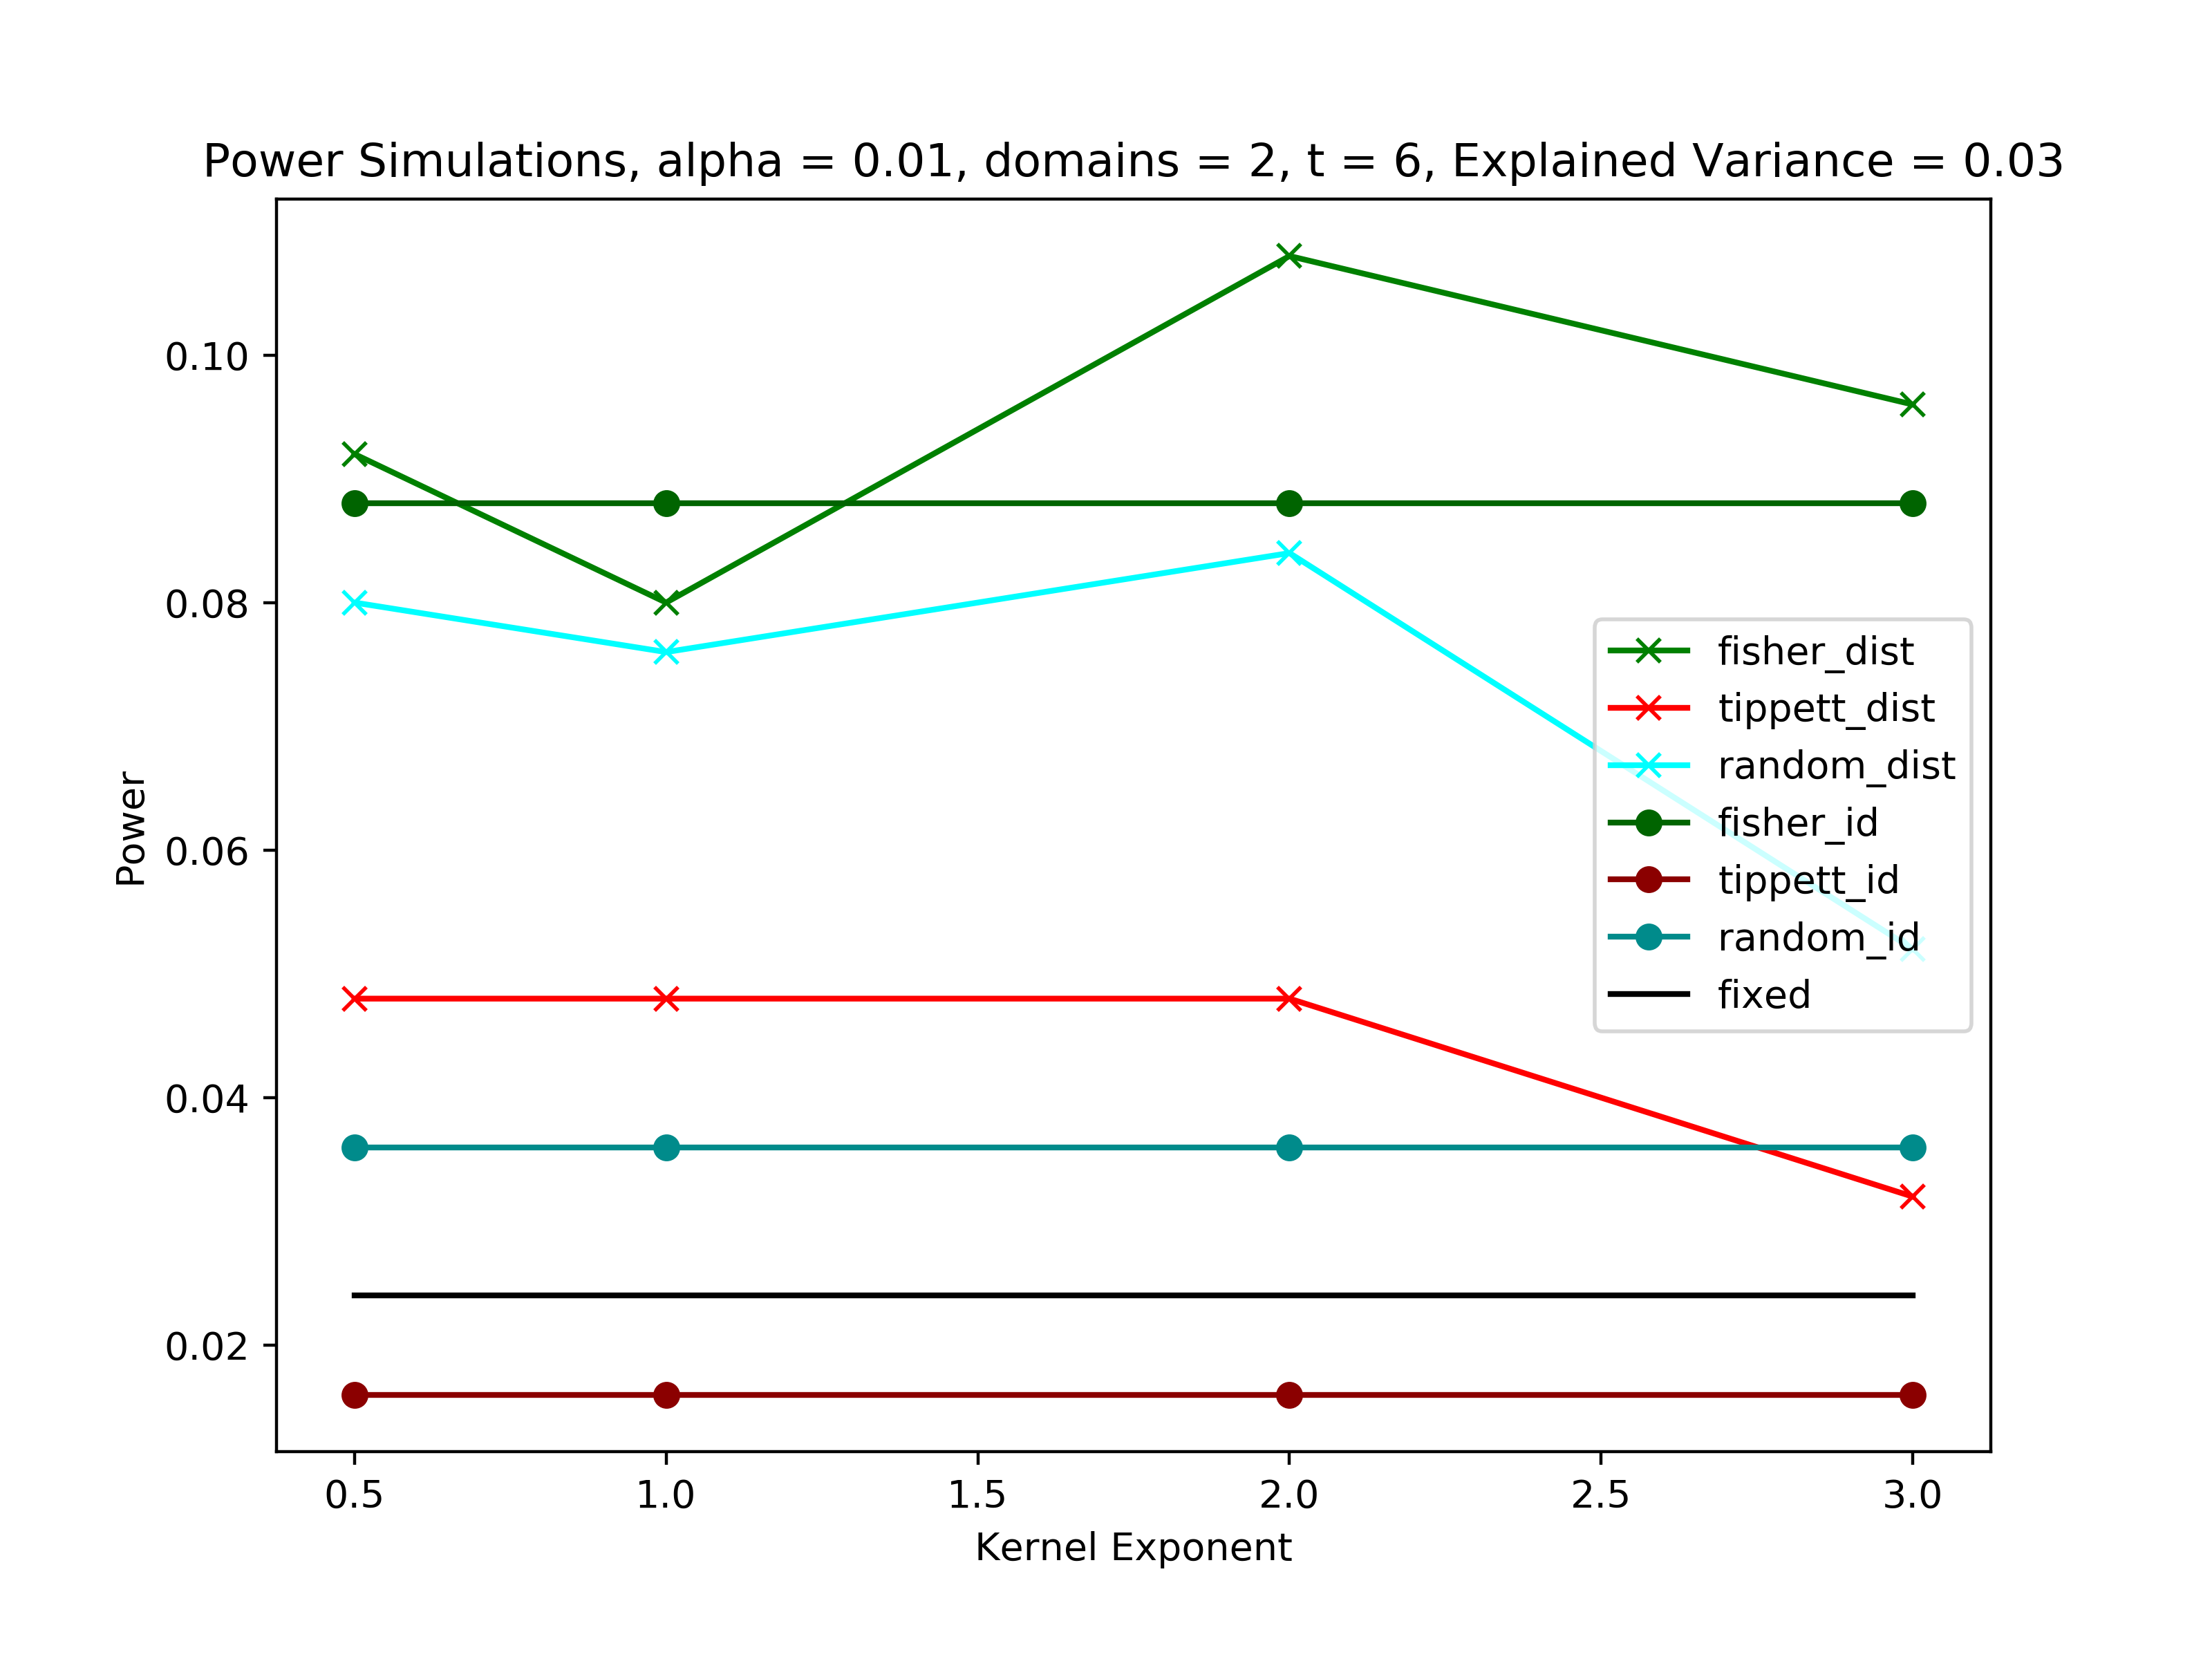 Power Simulations, alpha = 0.01, domains = 2, t = 6, Explained Variance = 0.03
Power
0.10
0.08
0.06
0.04
0.02
fisher_dist
tippett_dist
random_dist
fisher_id
tippett_id
random_id
fixed
0.5 1.0 1.5 2.0 2.5 3.0
Kernel Exponent